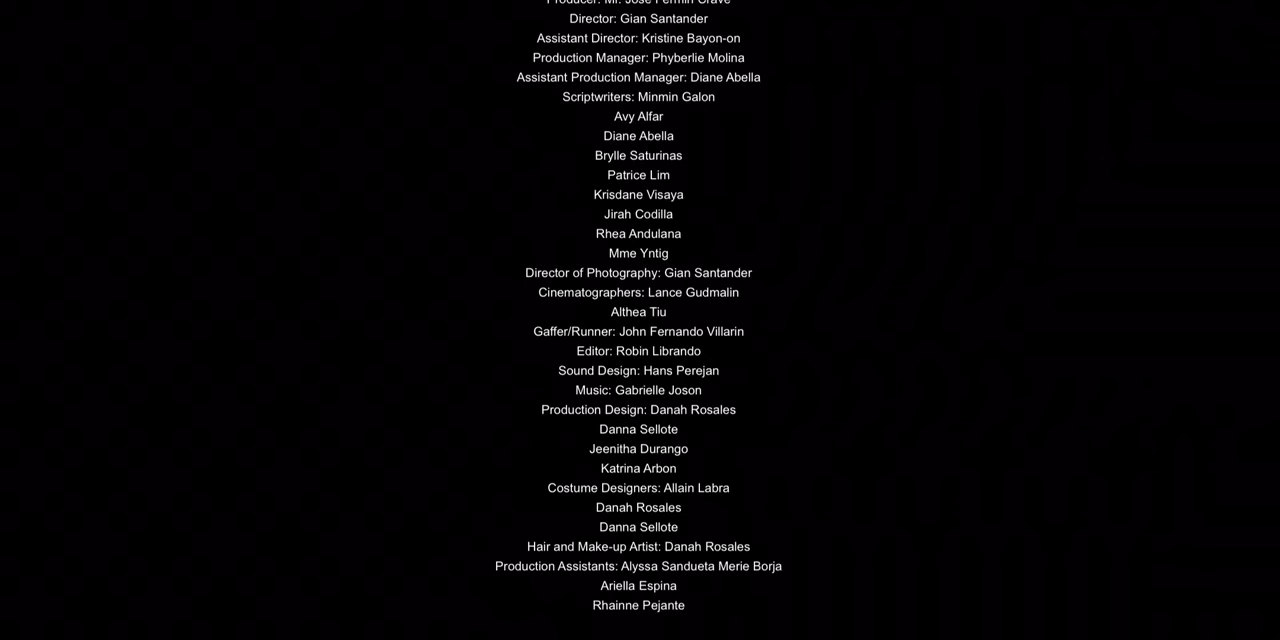 Producer: Mr. Jose Fermin Crave
Director: Gian Santander
Assistant Director: Kristine Bayon-on
Production Manager: Phyberlie Molina
Assistant Production Manager: Diane Abella
Scriptwriters: Minmin Galon
Avy Alfar
Diane Abella
Brylle Saturinas
Patrice Lim
Krisdane Visaya
Jirah Codilla
Rhea Andulana
Mme Yntig
Director of Photography: Gian Santander
Cinematographers: Lance Gudmalin
Althea Tiu
Gaffer/Runner: John Fernando Villarin
Editor: Robin Librando
Sound Design: Hans Perejan
Music: Gabrielle Joson
Production Design: Danah Rosales
Danna Sellote
Jeenitha Durango
Katrina Arbon
Costume Designers: Allain Labra
Danah Rosales
Danna Sellote
Hair and Make-up Artist: Danah Rosales
Production Assistants: Alyssa Sandueta Merie Borja
Ariella Espina
Rhainne Pejante